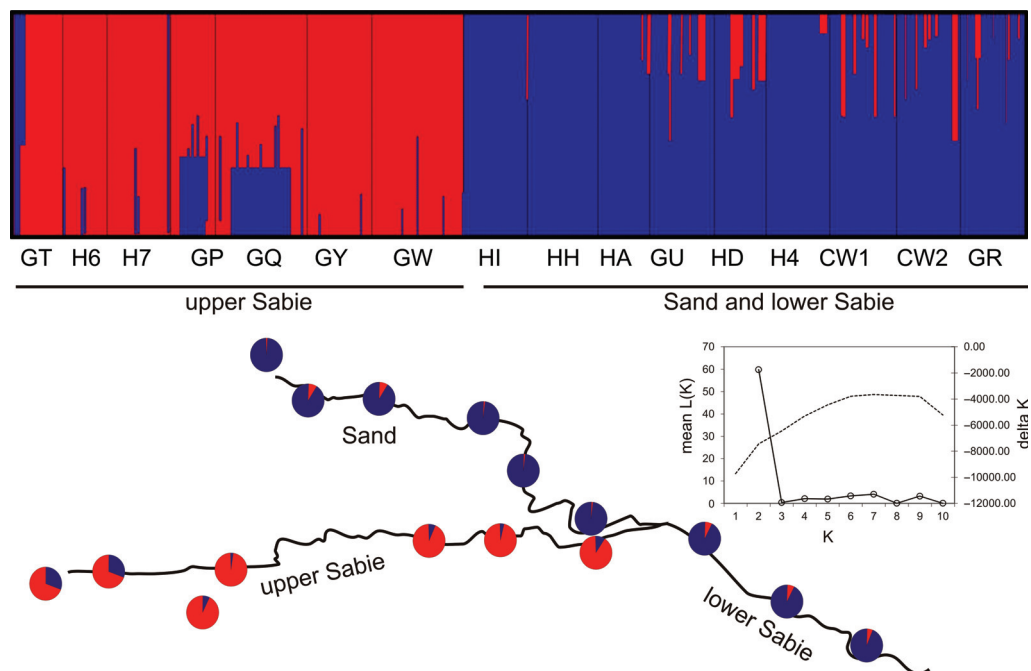 GT H6 H7 GP GQ GY GW HI HH HA GU HD H4 CW1 CW2 GR
upper Sabie Sand and lower Sabie
Sand
upper Sabie
lower Sabie
mean L(K)
70
60
50
40
30
20
10
0
0.00
−2000.00
−4000.00
−6000.00
−8000.00
−10000.00
−12000.00
delta K
1 2 3 4 5 6 7 8 9 10
K